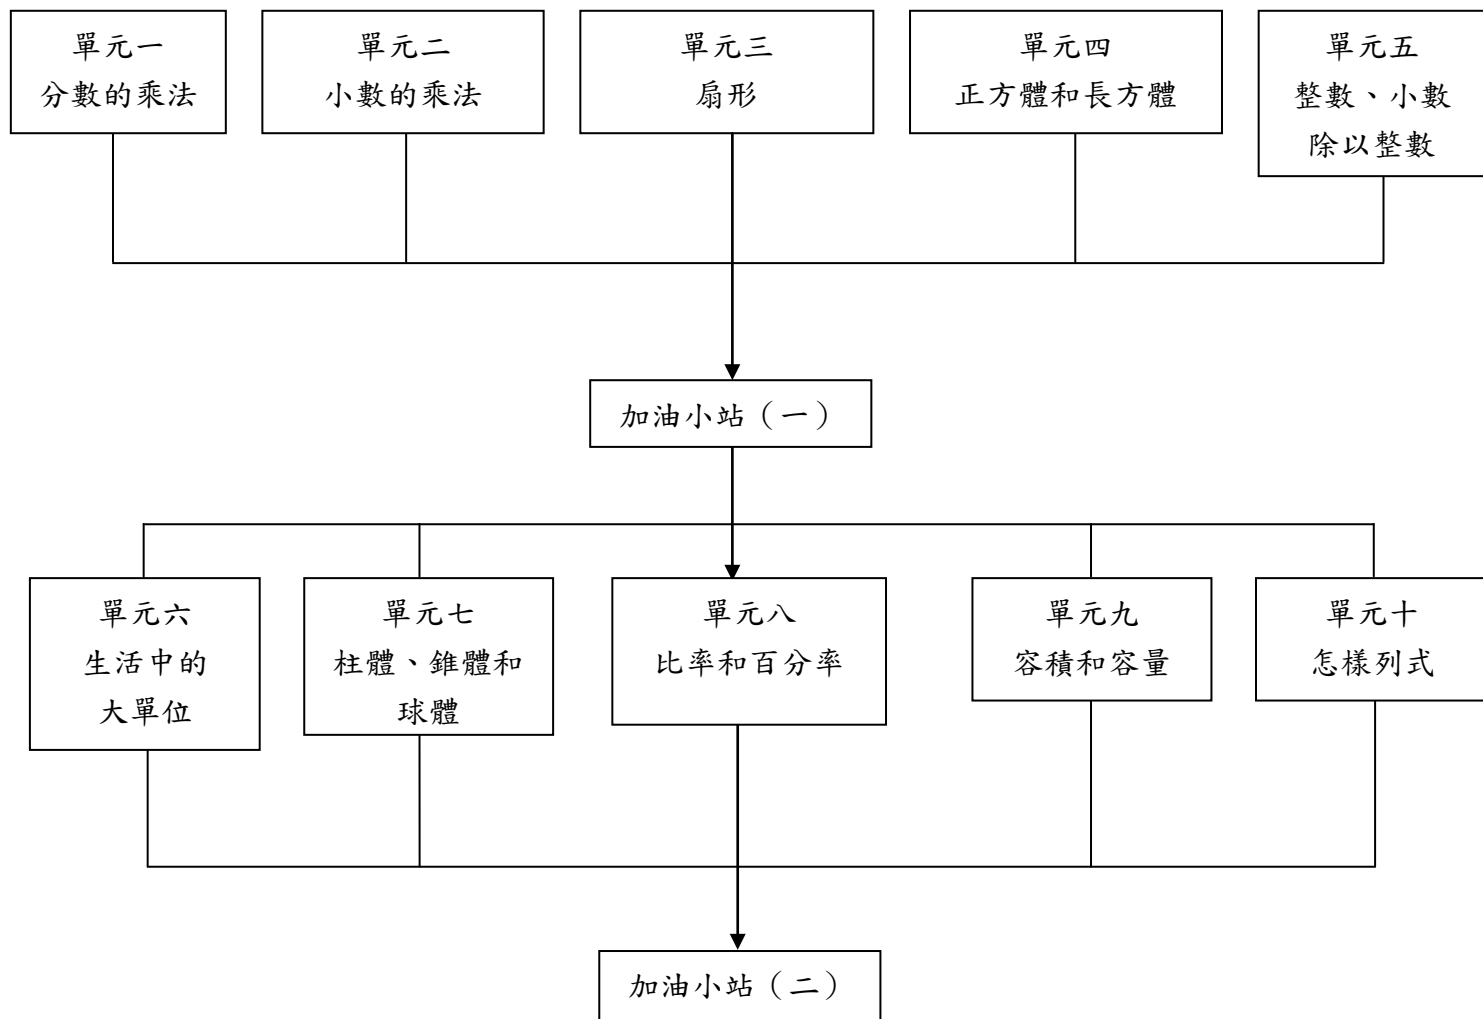 單元一
分數的乘法
單元二
小數的乘法
單元三
扇形
單元四
正方體和長方體
單元五
整數、小數
除以整數
加油小站（一）
單元六
生活中的
大單位
單元七
柱體、錐體和
球體
單元八
比率和百分率
單元九
容積和容量
單元十
怎樣列式
加油小站（二）